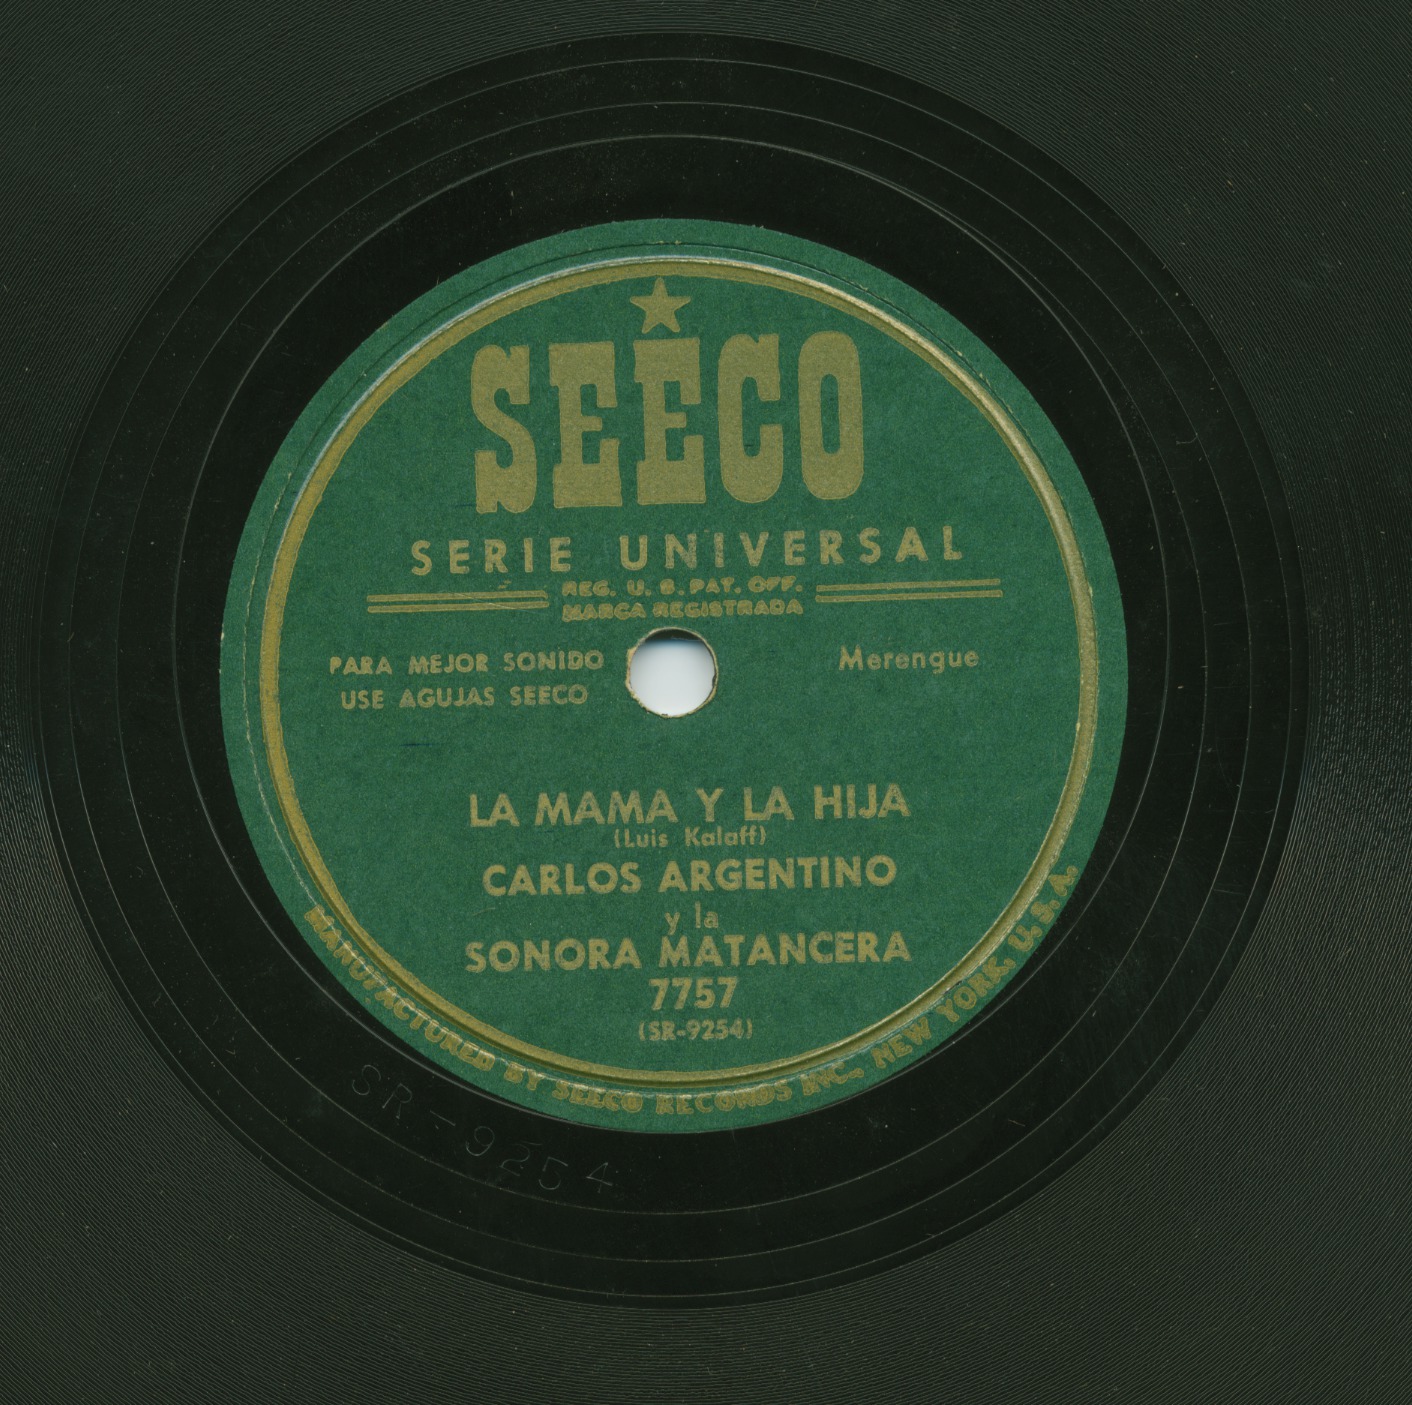 SEECO
SERIE UNIVERSAL
REG. U. S. PAT. OFF.
MARCA REGISTRADA
PARA MEJOR SONIDO
USE AGUJAS SEECO
Merengue
LA MAMA Y LA HIJA
(Luis Kalaff)
CARLOS ARGENTINO
y la
SONORA MATANCERA
7757
(SR-9254)
MANUFACTURED BY SEECO RECORDS INC., NEW YORK, U.S.A.
SR-9254